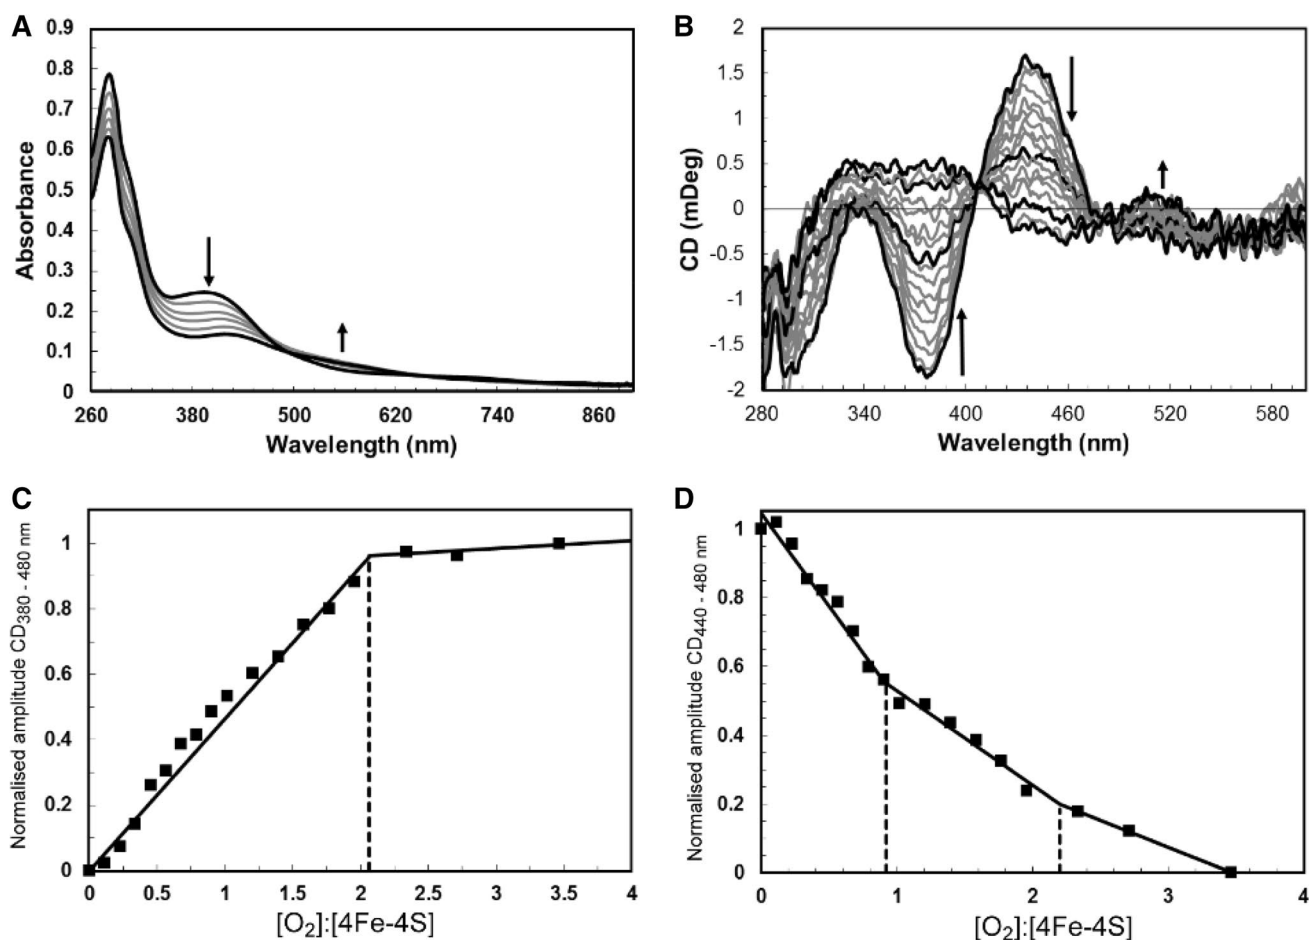 A
Absorbance
0.9
0.8
0.7
0.6
0.5
0.4
0.3
0.2
0.1
0
260 380 500 620 740 860
Wavelength (nm)
B
CD (mDeg)
2
1.5
1
0.5
0
-0.5
-1
-1.5
-2
280 340 400 460 520 580
Wavelength (nm)
C
Normalised amplitude CD380 - 480 nm
1
0.8
0.6
0.4
0.2
0
0 0.5 1 1.5 2 2.5 3 3.5 4
[O2]:[4Fe-4S]
D
Normalised amplitude CD440 - 480 nm
1
0.8
0.6
0.4
0.2
0
0 1 2 3 4
[O2]:[4Fe-4S]